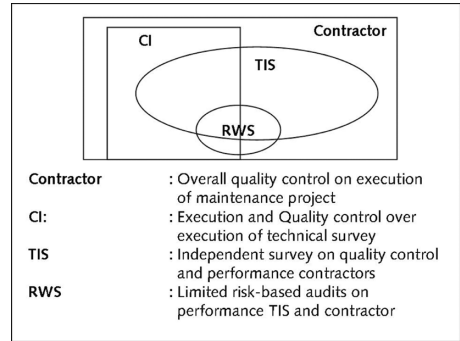 Contractor
CI
TIS
RWS
Contractor : Overall quality control on execution
of maintenance project
CI: : Execution and Quality control over
execution of technical survey
TIS : Independent survey on quality control
and performance contractors
RWS : Limited risk-based audits on
performance TIS and contractor